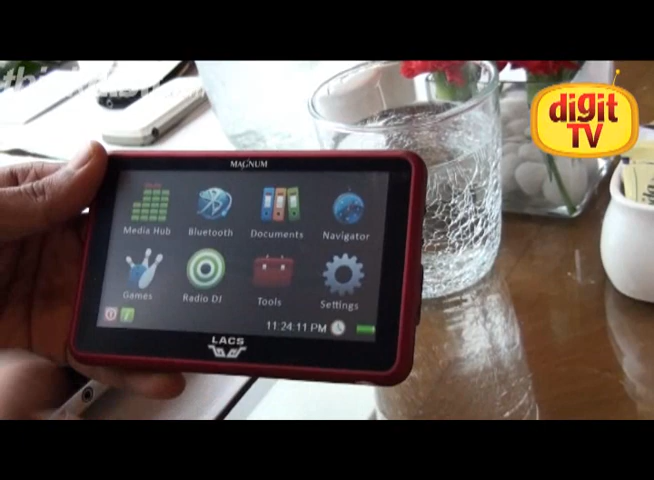 digit
TV
MAGNUM
Media Hub
Bluetooth
Documents
Navigator
Games
Radio DJ
Tools
Settings
11:24:11 PM
LACS